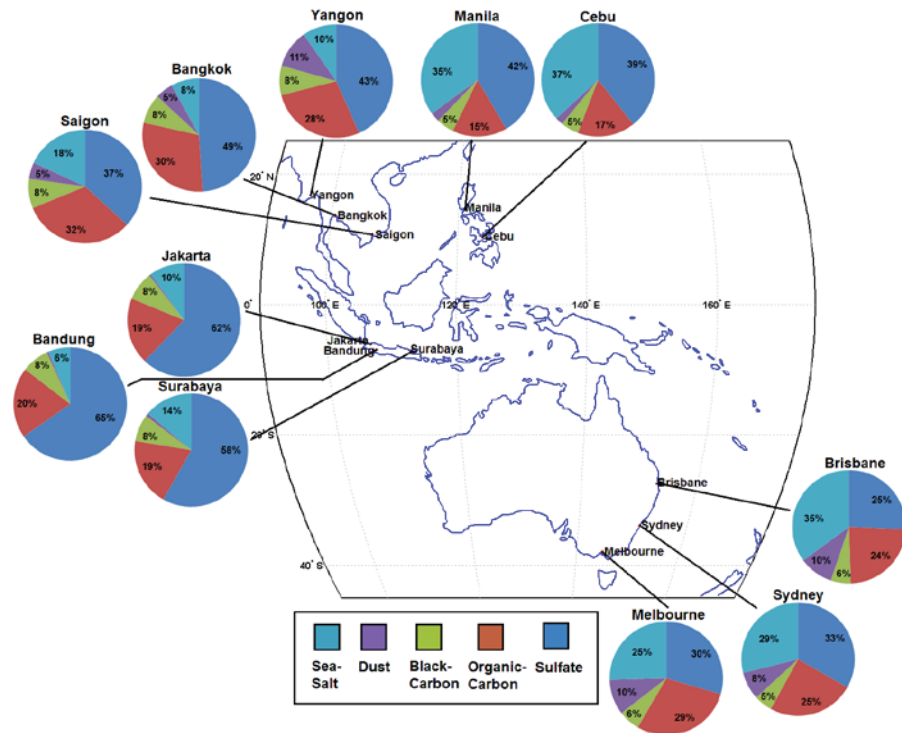 Yangon
10%
11%
8%
43%
28%
Manila
35%
42%
5%
15%
Cebu
37%
39%
5%
17%
Bangkok
8%
5%
8%
49%
30%
Saigon
18%
37%
5%
8%
32%
20° N
Yangon
Bangkok
Saigon
Manila
Cebu
Jakarta
10%
8%
19%
62%
0°
100° E
120° E
140° E
160° E
Bandung
6%
8%
20%
65%
Jakarta
Bandung
Surabaya
Surabaya
14%
8%
58%
19%
20° S
Brisbane
Sydney
Melbourne
40° S
Brisbane
25%
35%
24%
10%
6%
Sydney
29%
33%
8%
5%
25%
Melbourne
25%
30%
10%
6%
29%
Sea-
Salt
Dust
Black-
Carbon
Organic-
Carbon
Sulfate